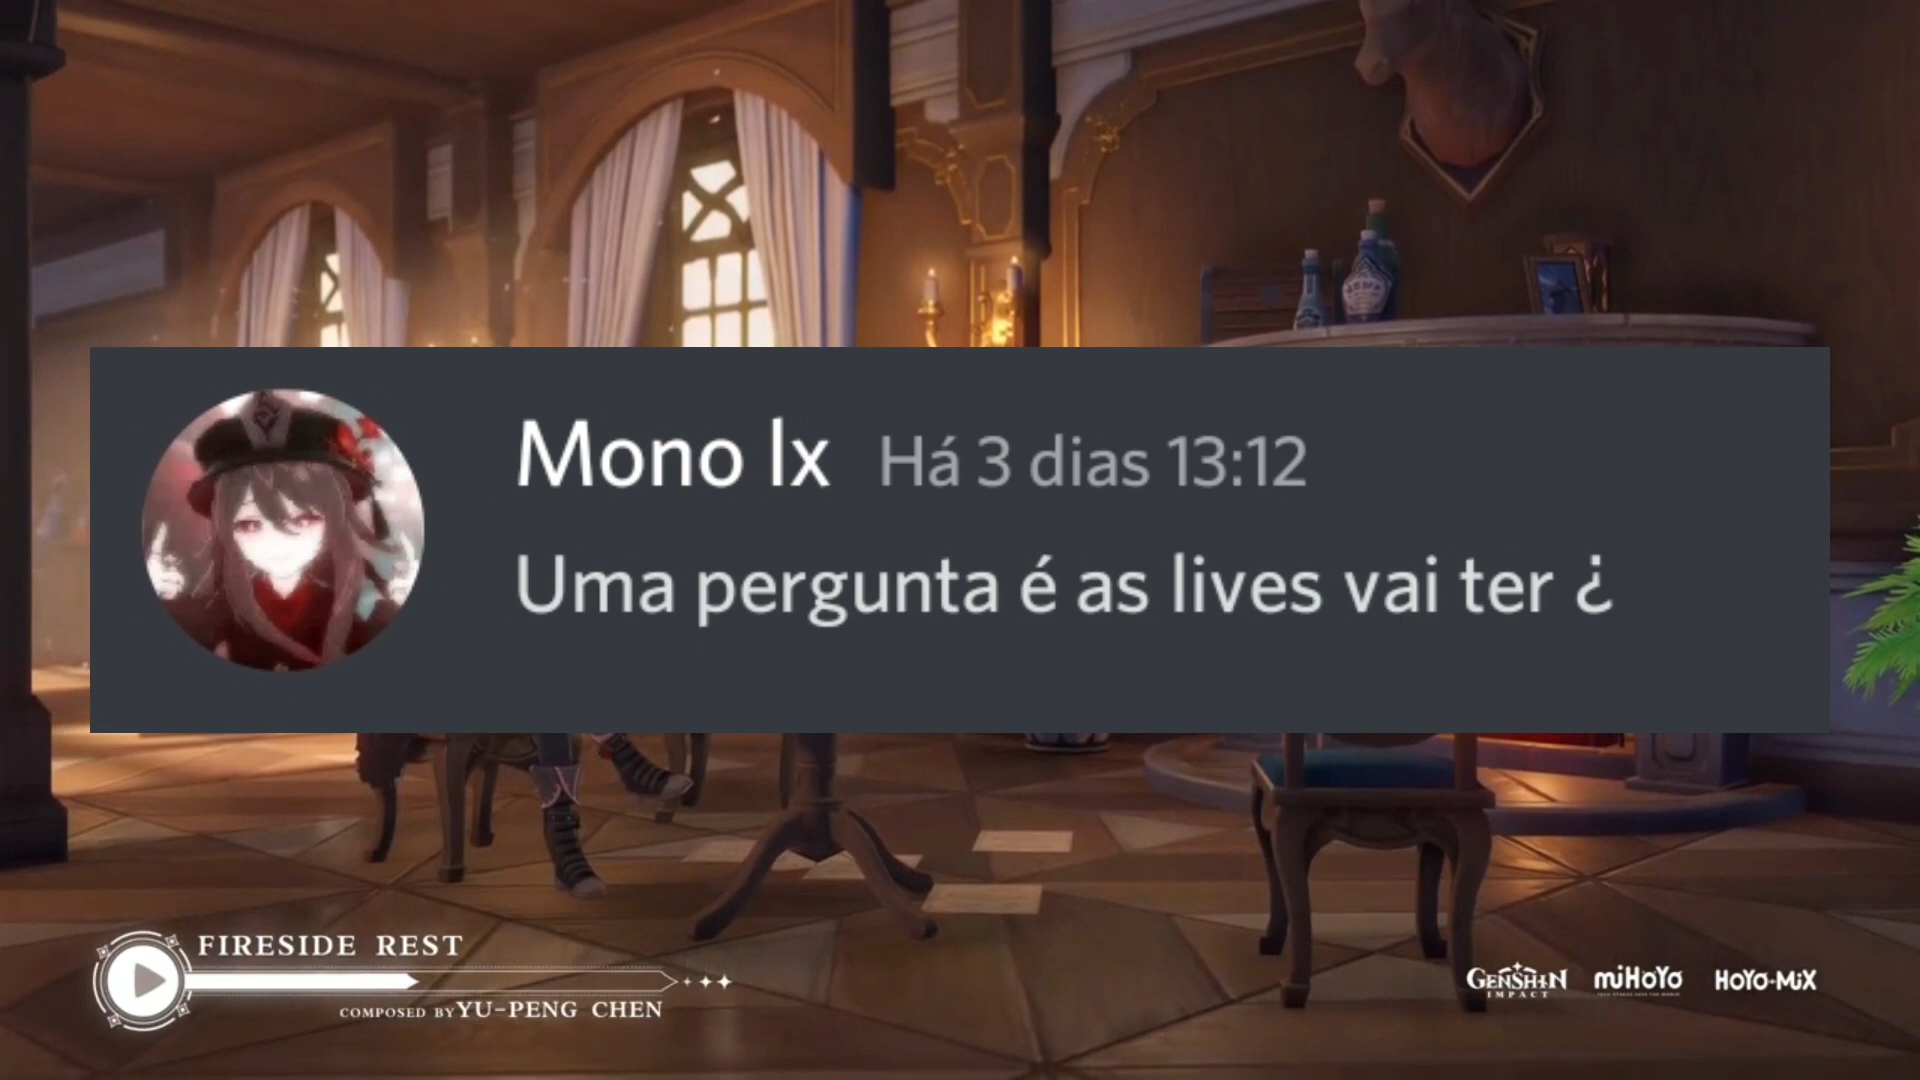 Mono lx Há 3 dias 13:12
Uma pergunta é as lives vai ter ¿
FIRESIDE REST
COMPOSED BY YU-PENG CHEN
GENSHIN IMPACT miHoYo HOYO-MiX